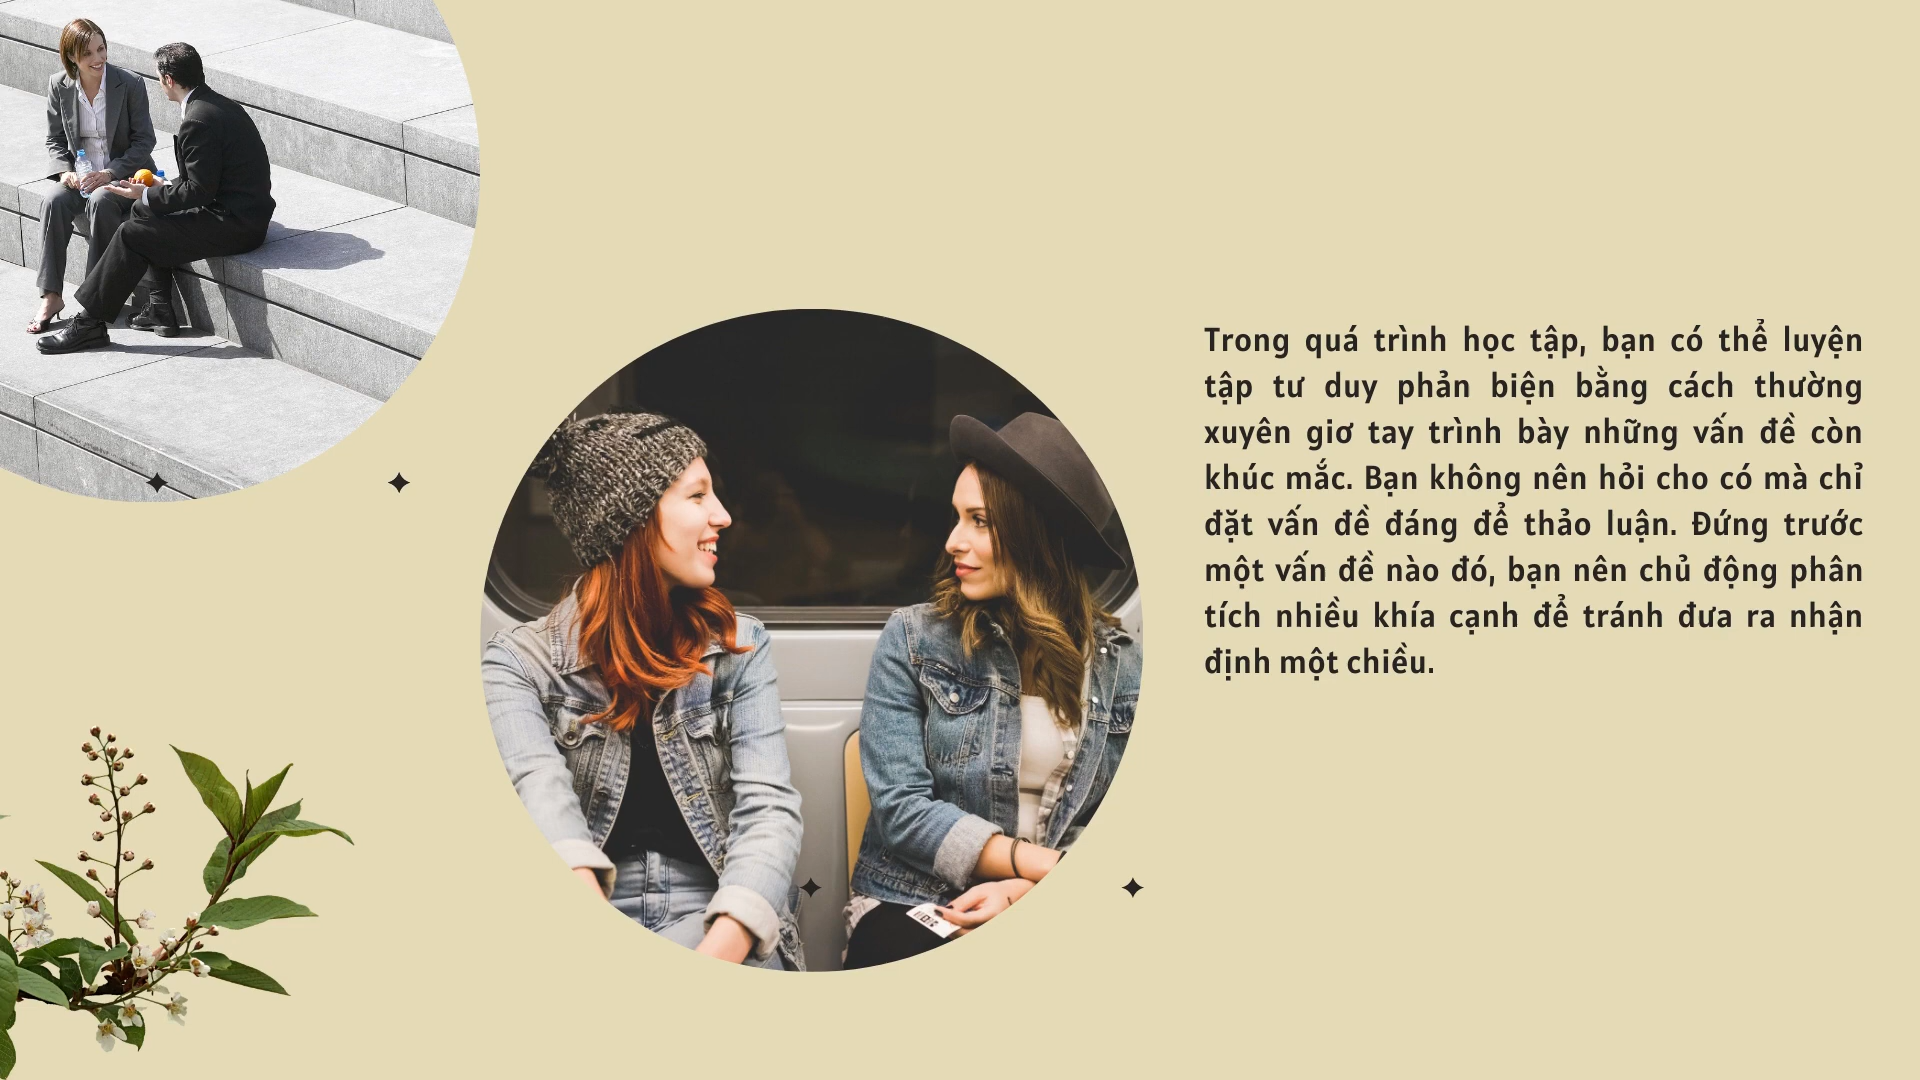 Trong quá trình học tập, bạn có thể luyện
tập tư duy phản biện bằng cách thường
xuyên giơ tay trình bày những vấn đề còn
khúc mắc. Bạn không nên hỏi cho có mà chỉ
đặt vấn đề đáng để thảo luận. Đứng trước
một vấn đề nào đó, bạn nên chủ động phân
tích nhiều khía cạnh để tránh đưa ra nhận
định một chiều.